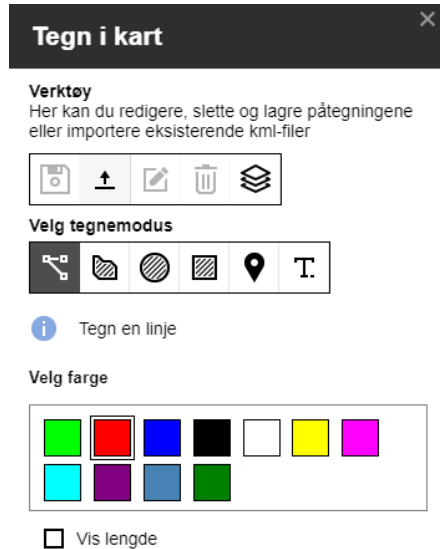 Tegn i kart
Verktøy
Her kan du redigere, slette og lagre påtegningene
eller importere eksisterende kml-filer
Velg tegnemodus
T.
i Tegn en linje
Velg farge
Vis lengde